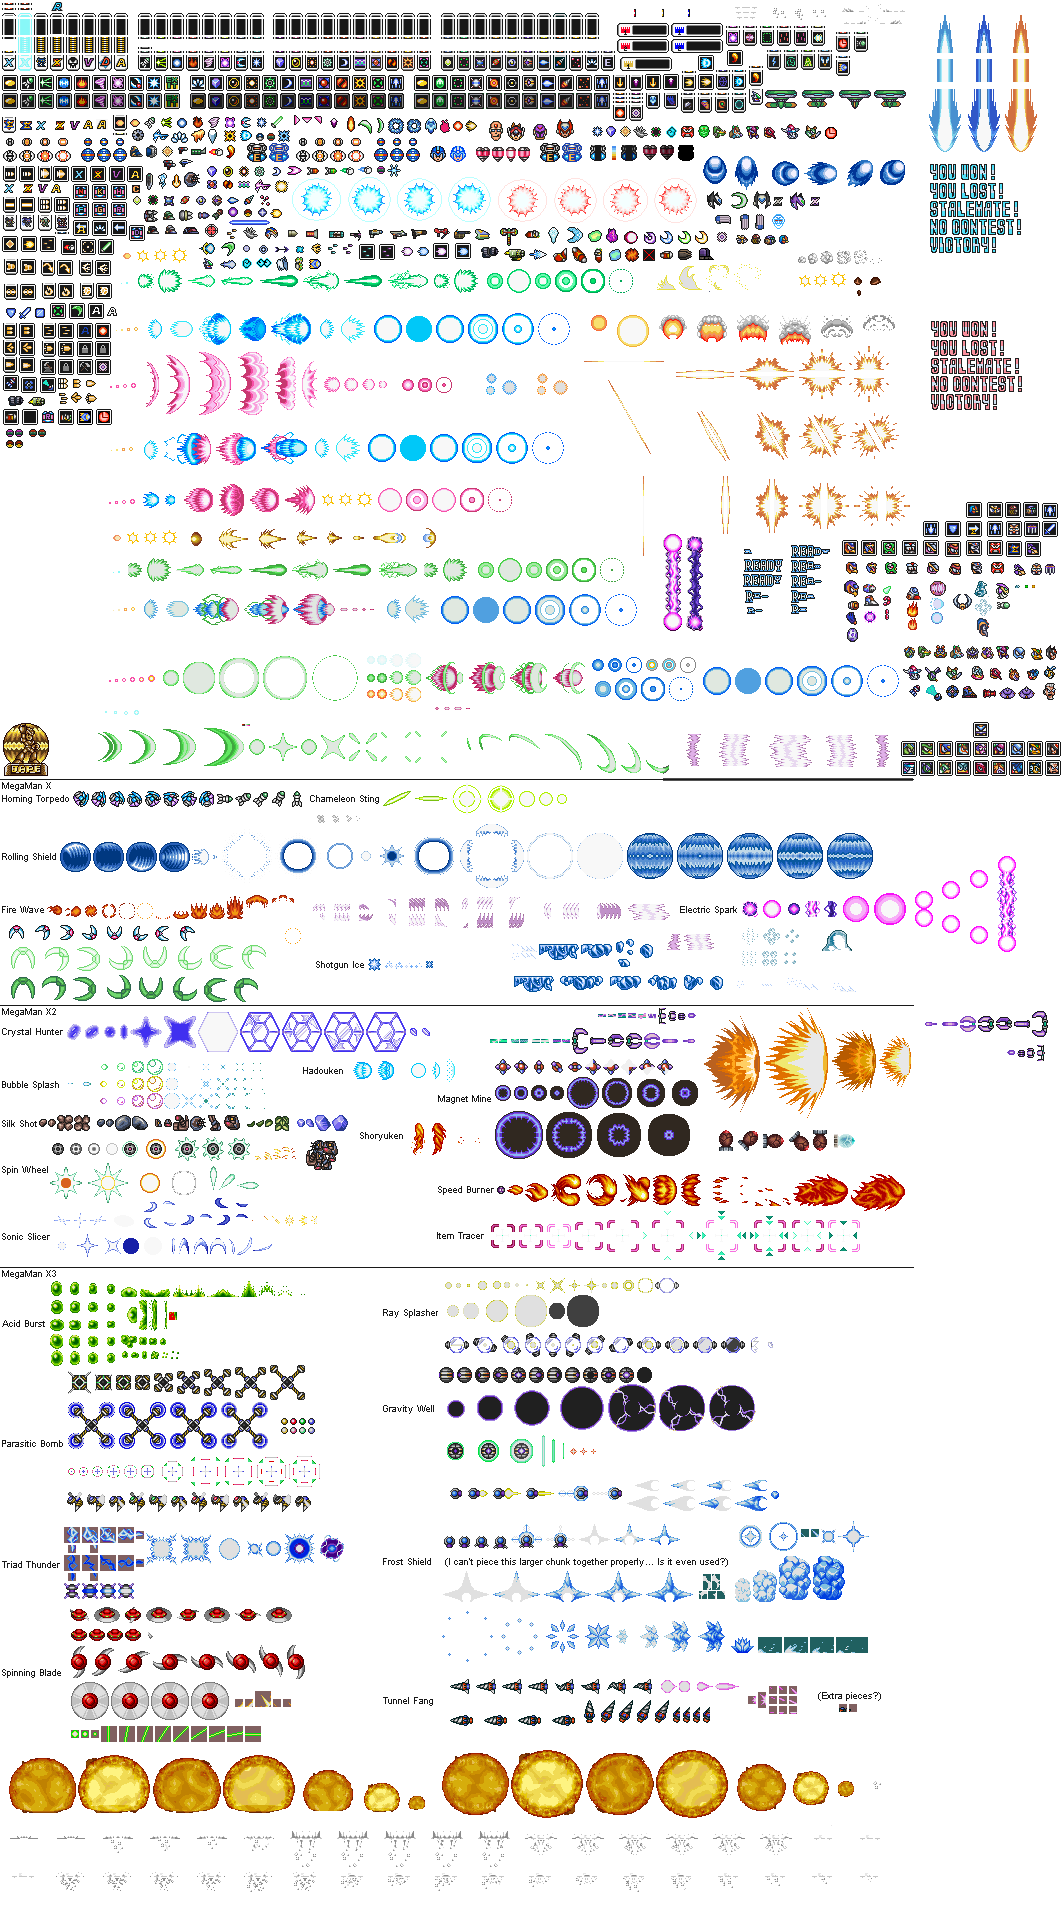 YOU WON!
YOU LOST!
STALEMATE!
NO CONTEST!
VICTORY!
YOU WON!
YOU LOST!
STALEMATE!
NO CONTEST!
VICTORY!
READY
READY
RE-
MegaMan X
Homing Torpedo
Chameleon Sting
Rolling Shield
Fire Wave
Electric Spark
Shotgun Ice
MegaMan X2
Crystal Hunter
Hadouken
Bubble Splash
Magnet Mine
Silk Shot
Shoryuken
Spin Wheel
Speed Burner
Sonic Slicer
Item Tracer
MegaMan X3
Acid Burst
Ray Splasher
Gravity Well
Parasitic Bomb
Triad Thunder
Frost Shield
(I can't piece this larger chunk together properly... Is it even used?)
Spinning Blade
Tunnel Fang
(Extra pieces?)